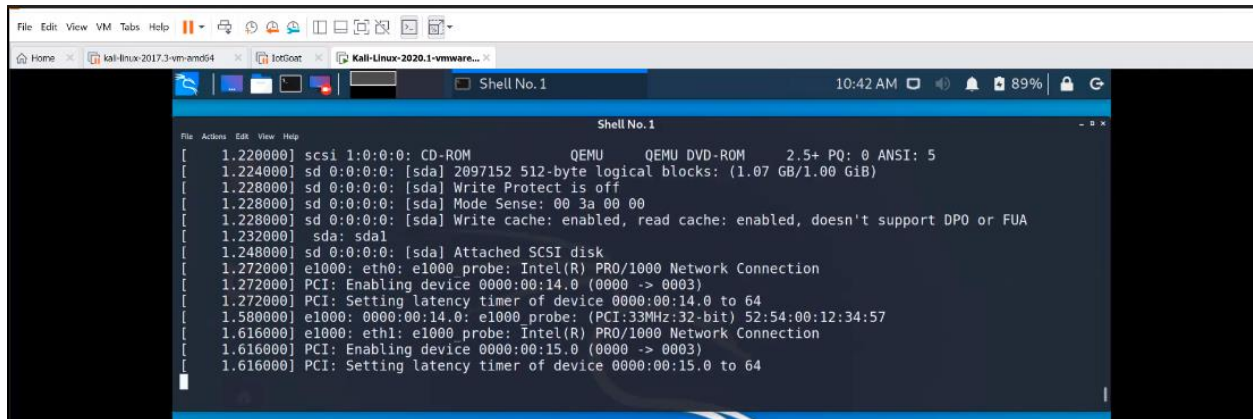 File Edit View VM Tabs Help
Home kali-linux-2017.3-vm-amd64 IotGoat Kali-Linux-2020.1-vmware...
Shell No. 1 10:42 AM 89%
Shell No. 1
File Actions Edit View Help
[ 1.220000] scsi 1:0:0:0: CD-ROM QEMU QEMU DVD-ROM 2.5+ PQ: 0 ANSI: 5
[ 1.224000] sd 0:0:0:0: [sda] 2097152 512-byte logical blocks: (1.07 GB/1.00 GiB)
[ 1.228000] sd 0:0:0:0: [sda] Write Protect is off
[ 1.228000] sd 0:0:0:0: [sda] Mode Sense: 00 3a 00 00
[ 1.228000] sd 0:0:0:0: [sda] Write cache: enabled, read cache: enabled, doesn't support DPO or FUA
[ 1.232000] sda: sda1
[ 1.248000] sd 0:0:0:0: [sda] Attached SCSI disk
[ 1.272000] e1000: eth0: e1000_probe: Intel(R) PRO/1000 Network Connection
[ 1.272000] PCI: Enabling device 0000:00:14.0 (0000 -> 0003)
[ 1.272000] PCI: Setting latency timer of device 0000:00:14.0 to 64
[ 1.580000] e1000: 0000:00:14.0: e1000_probe: (PCI:33MHz:32-bit) 52:54:00:12:34:57
[ 1.616000] e1000: eth1: e1000_probe: Intel(R) PRO/1000 Network Connection
[ 1.616000] PCI: Enabling device 0000:00:15.0 (0000 -> 0003)
[ 1.616000] PCI: Setting latency timer of device 0000:00:15.0 to 64